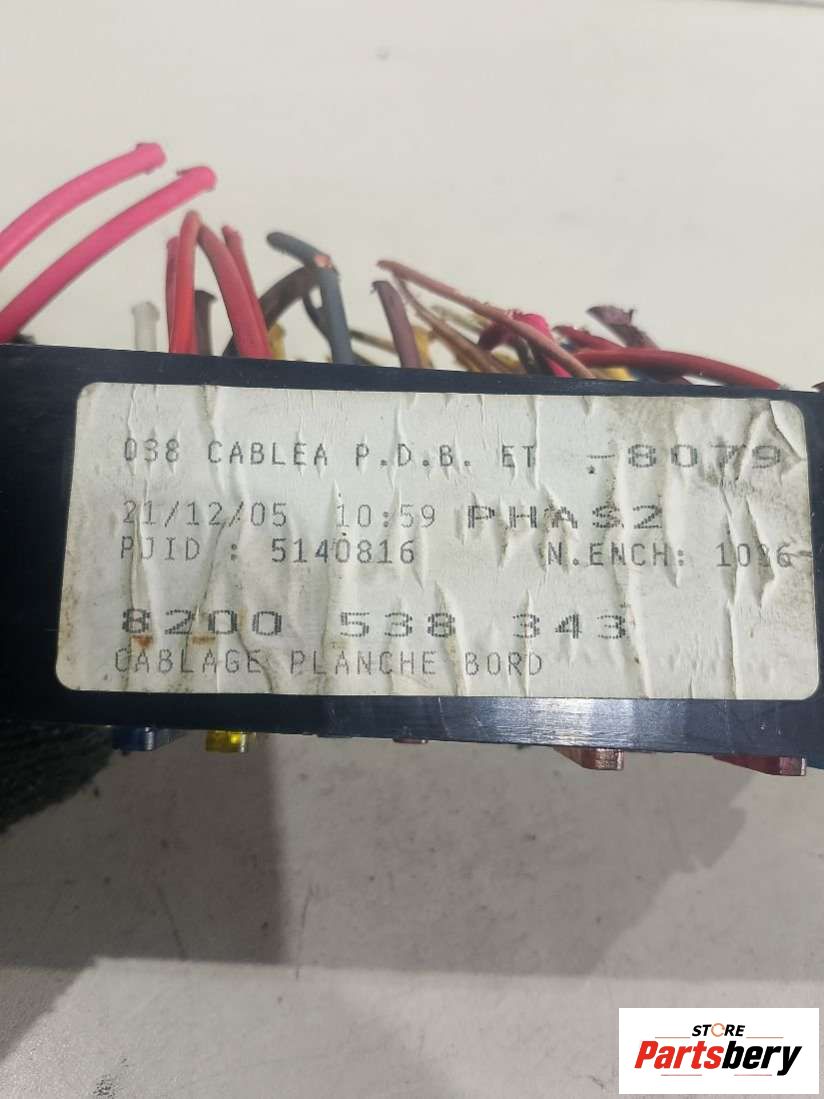 038 CABLEA P.D.B. ET -8079
21/12/05 10:59 PHAS2
PJID : 5140816 N.ENCH: 1036
8200 538 343
CABLAGE PLANCHE BORD
STORE
Partsbery